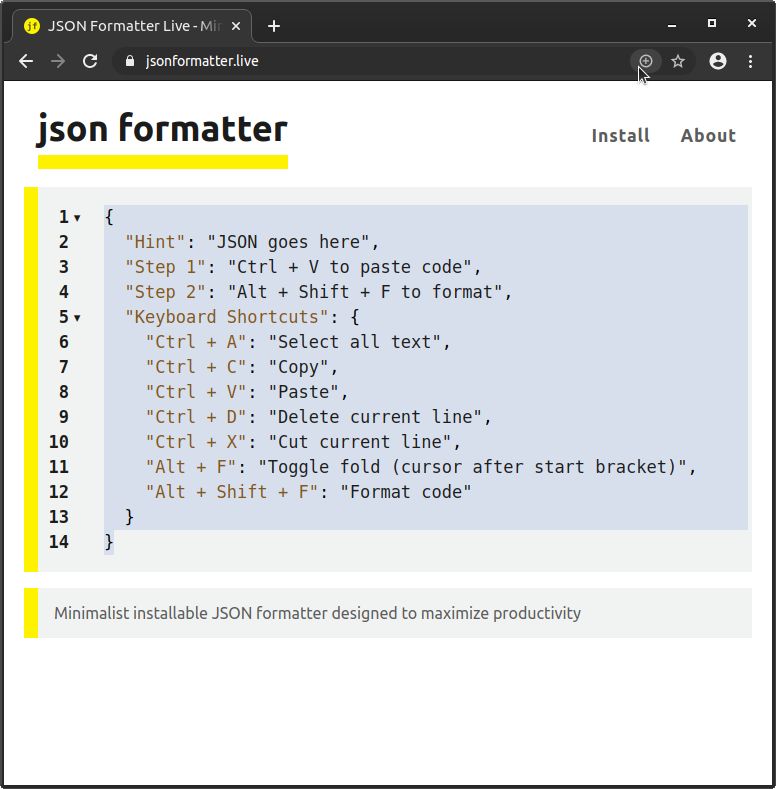 jf JSON Formatter Live - Mi
jsonformatter.live
json formatter
Install About
1 {
2 "Hint": "JSON goes here",
3 "Step 1": "Ctrl + V to paste code",
4 "Step 2": "Alt + Shift + F to format",
5 "Keyboard Shortcuts": {
6 "Ctrl + A": "Select all text",
7 "Ctrl + C": "Copy",
8 "Ctrl + V": "Paste",
9 "Ctrl + D": "Delete current line",
10 "Ctrl + X": "Cut current line",
11 "Alt + F": "Toggle fold (cursor after start bracket)",
12 "Alt + Shift + F": "Format code"
13 }
14 }
Minimalist installable JSON formatter designed to maximize productivity